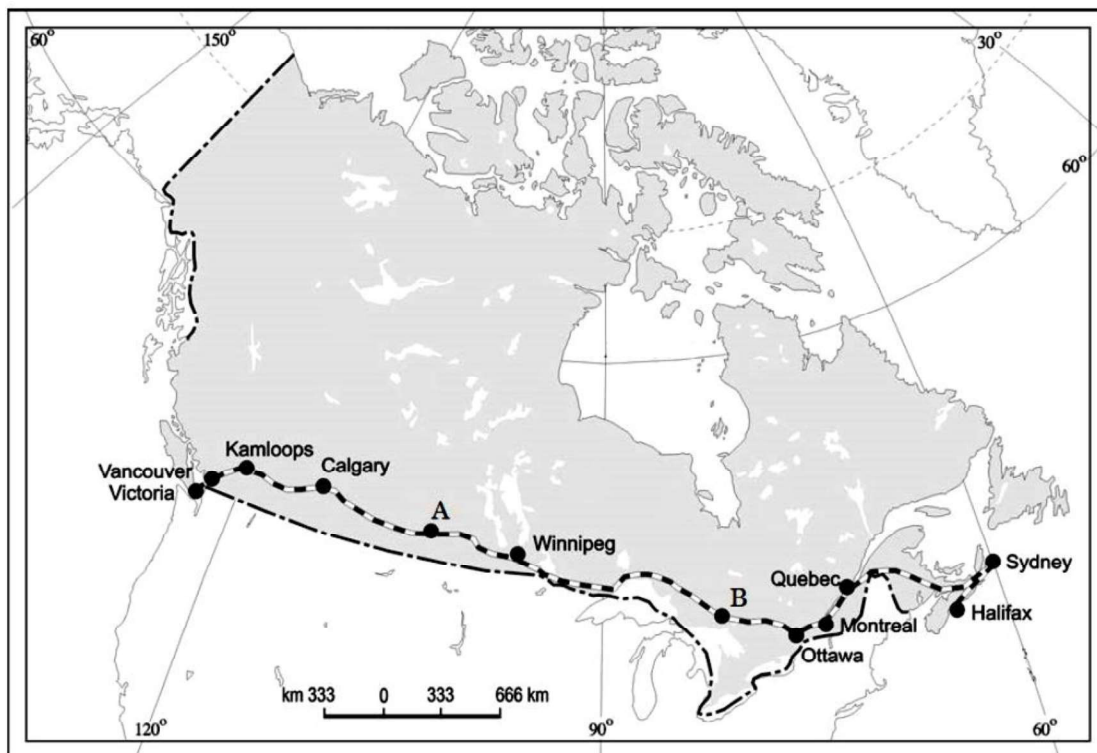 60°
150°
30°
60°
Kamloops
Vancouver
Calgary
Victoria
A
Winnipeg
Sydney
Quebec
B
Halifax
Montreal
Ottawa
km 333 0 333 666 km
120°
90°
60°